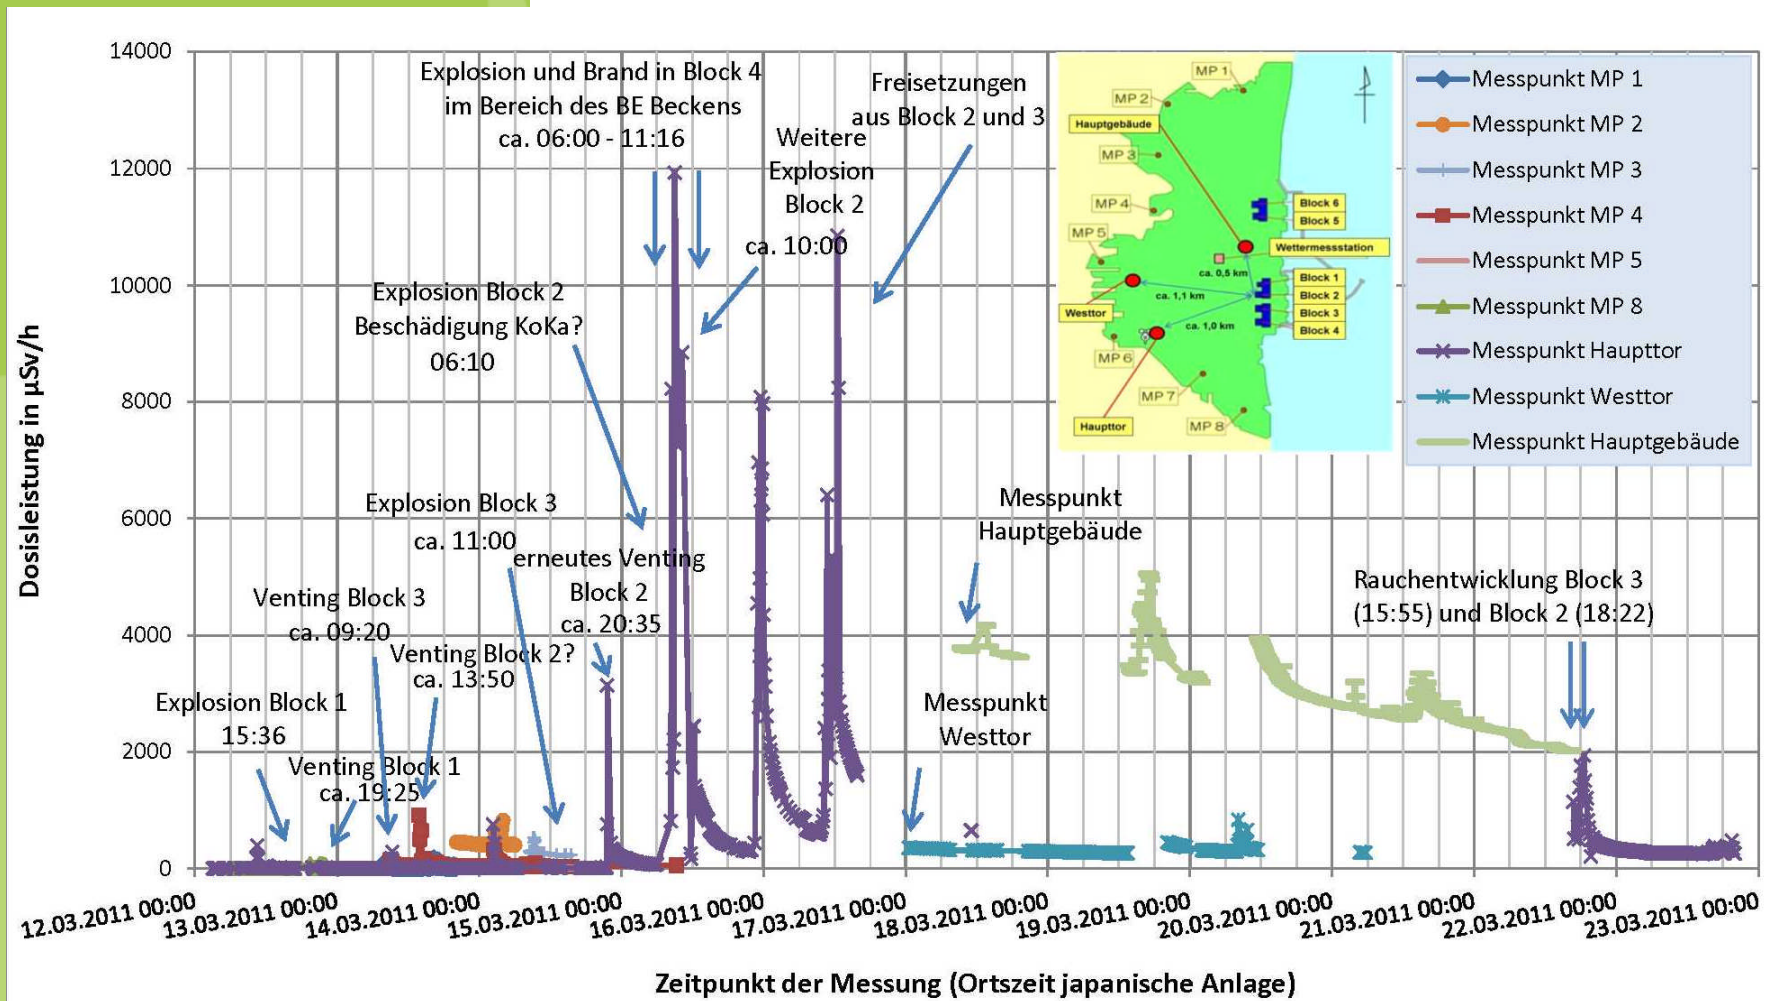 14000
12000
10000
8000
6000
4000
2000
0
Dosisleistung in µSv/h
Explosion und Brand in Block 4
im Bereich des BE Beckens
ca. 06:00 - 11:16
Freisetzungen
aus Block 2 und 3
Weitere
Explosion
Block 2
ca. 10:00
Explosion Block 2
Beschädigung KoKa?
06:10
Explosion Block 3
ca. 11:00
erneutes Venting
Block 2
ca. 20:35
Venting Block 3
ca. 09:20
Venting Block 2?
ca. 13:50
Explosion Block 1
15:36
Venting Block 1
ca. 19:25
Messpunkt
Hauptgebäude
Messpunkt
Westtor
Rauchentwicklung Block 3
(15:55) und Block 2 (18:22)
MP 1
MP 2
Hauptgebäude
MP 3
MP 4
MP 5
Block 6
Block 5
Wettermessstation
ca. 0,5 km
Block 1
ca. 1,1 km
Block 2
Westtor
Block 3
ca. 1,0 km
Block 4
MP 6
MP 7
Haupttor
MP 8
Messpunkt MP 1
Messpunkt MP 2
Messpunkt MP 3
Messpunkt MP 4
Messpunkt MP 5
Messpunkt MP 8
Messpunkt Haupttor
Messpunkt Westtor
Messpunkt Hauptgebäude
12.03.2011 00:00
13.03.2011 00:00
14.03.2011 00:00
15.03.2011 00:00
16.03.2011 00:00
17.03.2011 00:00
18.03.2011 00:00
19.03.2011 00:00
20.03.2011 00:00
21.03.2011 00:00
22.03.2011 00:00
23.03.2011 00:00
Zeitpunkt der Messung (Ortszeit japanische Anlage)